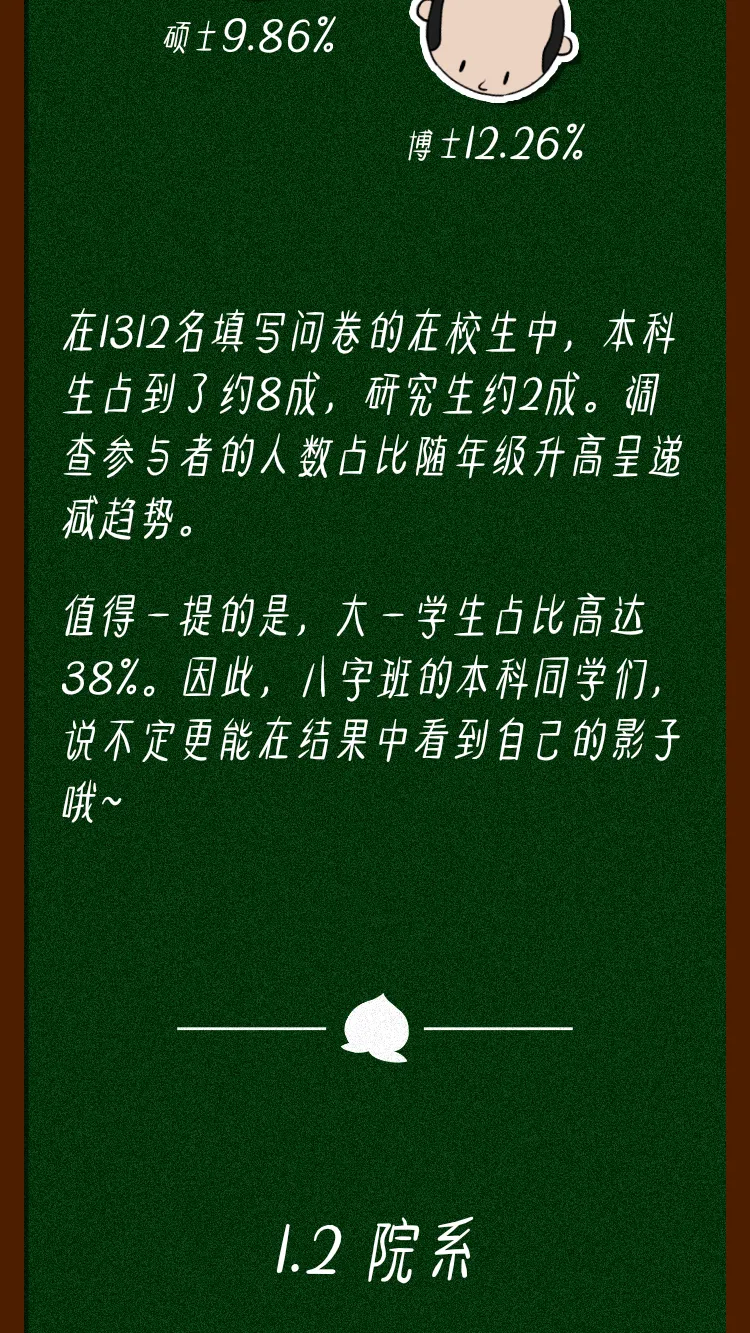 硕士9.86%
博士12.26%
在1312名填写问卷的在校生中，本科
生占到了约8成，研究生约2成。调
查参与者的人数占比随年级升高呈递
减趋势。
值得一提的是，大一学生占比高达
38%。因此，八字班的本科同学们，
说不定更能在结果中看到自己的影子
哦~
1.2 院系